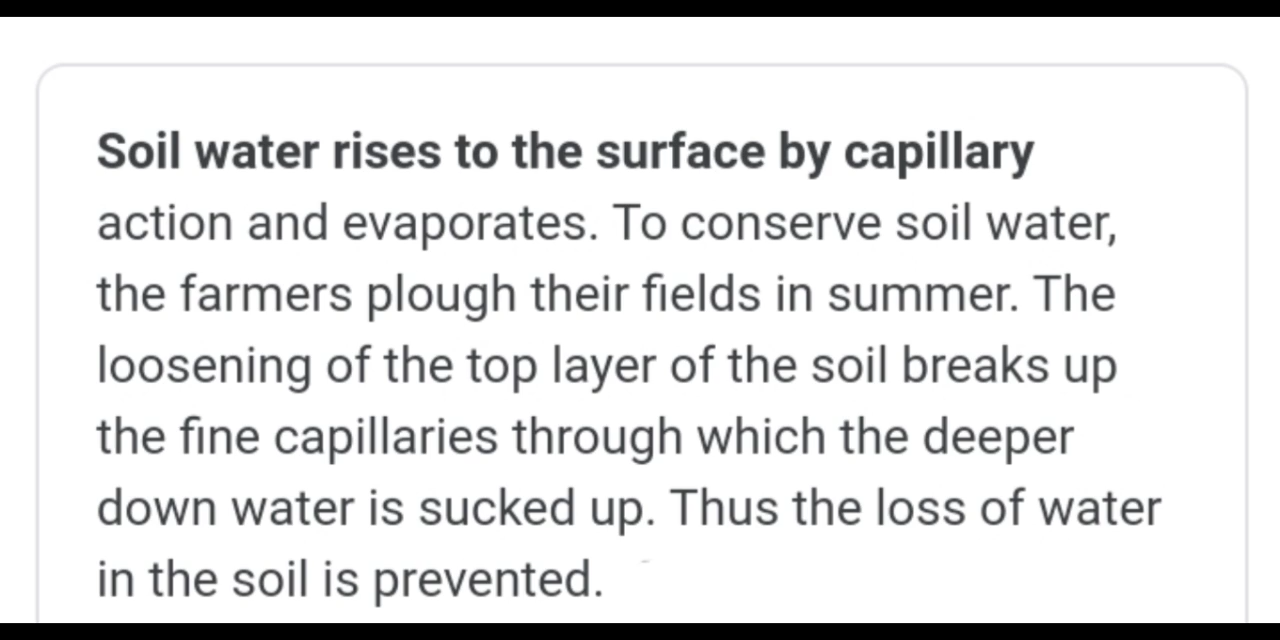 Soil water rises to the surface by capillary
action and evaporates. To conserve soil water,
the farmers plough their fields in summer. The
loosening of the top layer of the soil breaks up
the fine capillaries through which the deeper
down water is sucked up. Thus the loss of water
in the soil is prevented.